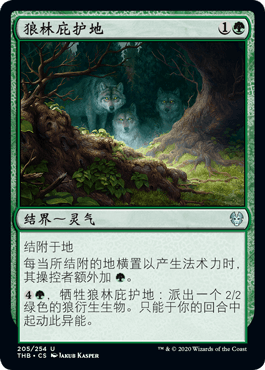 狼林庇护地 1
结界～灵气
结附于地
每当所结附的地横置以产生法术力时，
其操控者额外加 。
4 ，牺牲狼林庇护地：派出一个2/2
绿色的狼衍生生物。只能于你的回合中
起动此异能。
205/254 U
THB • CS JAKUB KASPER
™ & © 2020 Wizards of the Coast